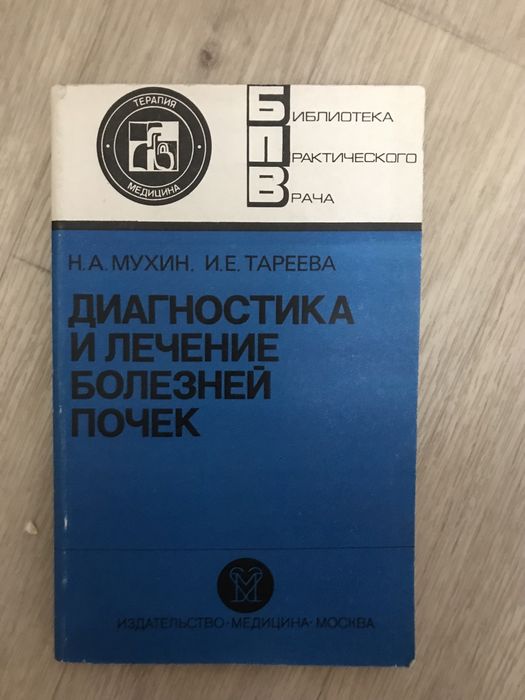 ТЕРАПИЯ
МЕДИЦИНА
БИБЛИОТЕКА
ПРАКТИЧЕСКОГО
ВРАЧА
Н.А.МУХИН, И.Е.ТАРЕЕВА
ДИАГНОСТИКА
И ЛЕЧЕНИЕ
БОЛЕЗНЕЙ
ПОЧЕК
ИЗДАТЕЛЬСТВО·МЕДИЦИНА·МОСКВА